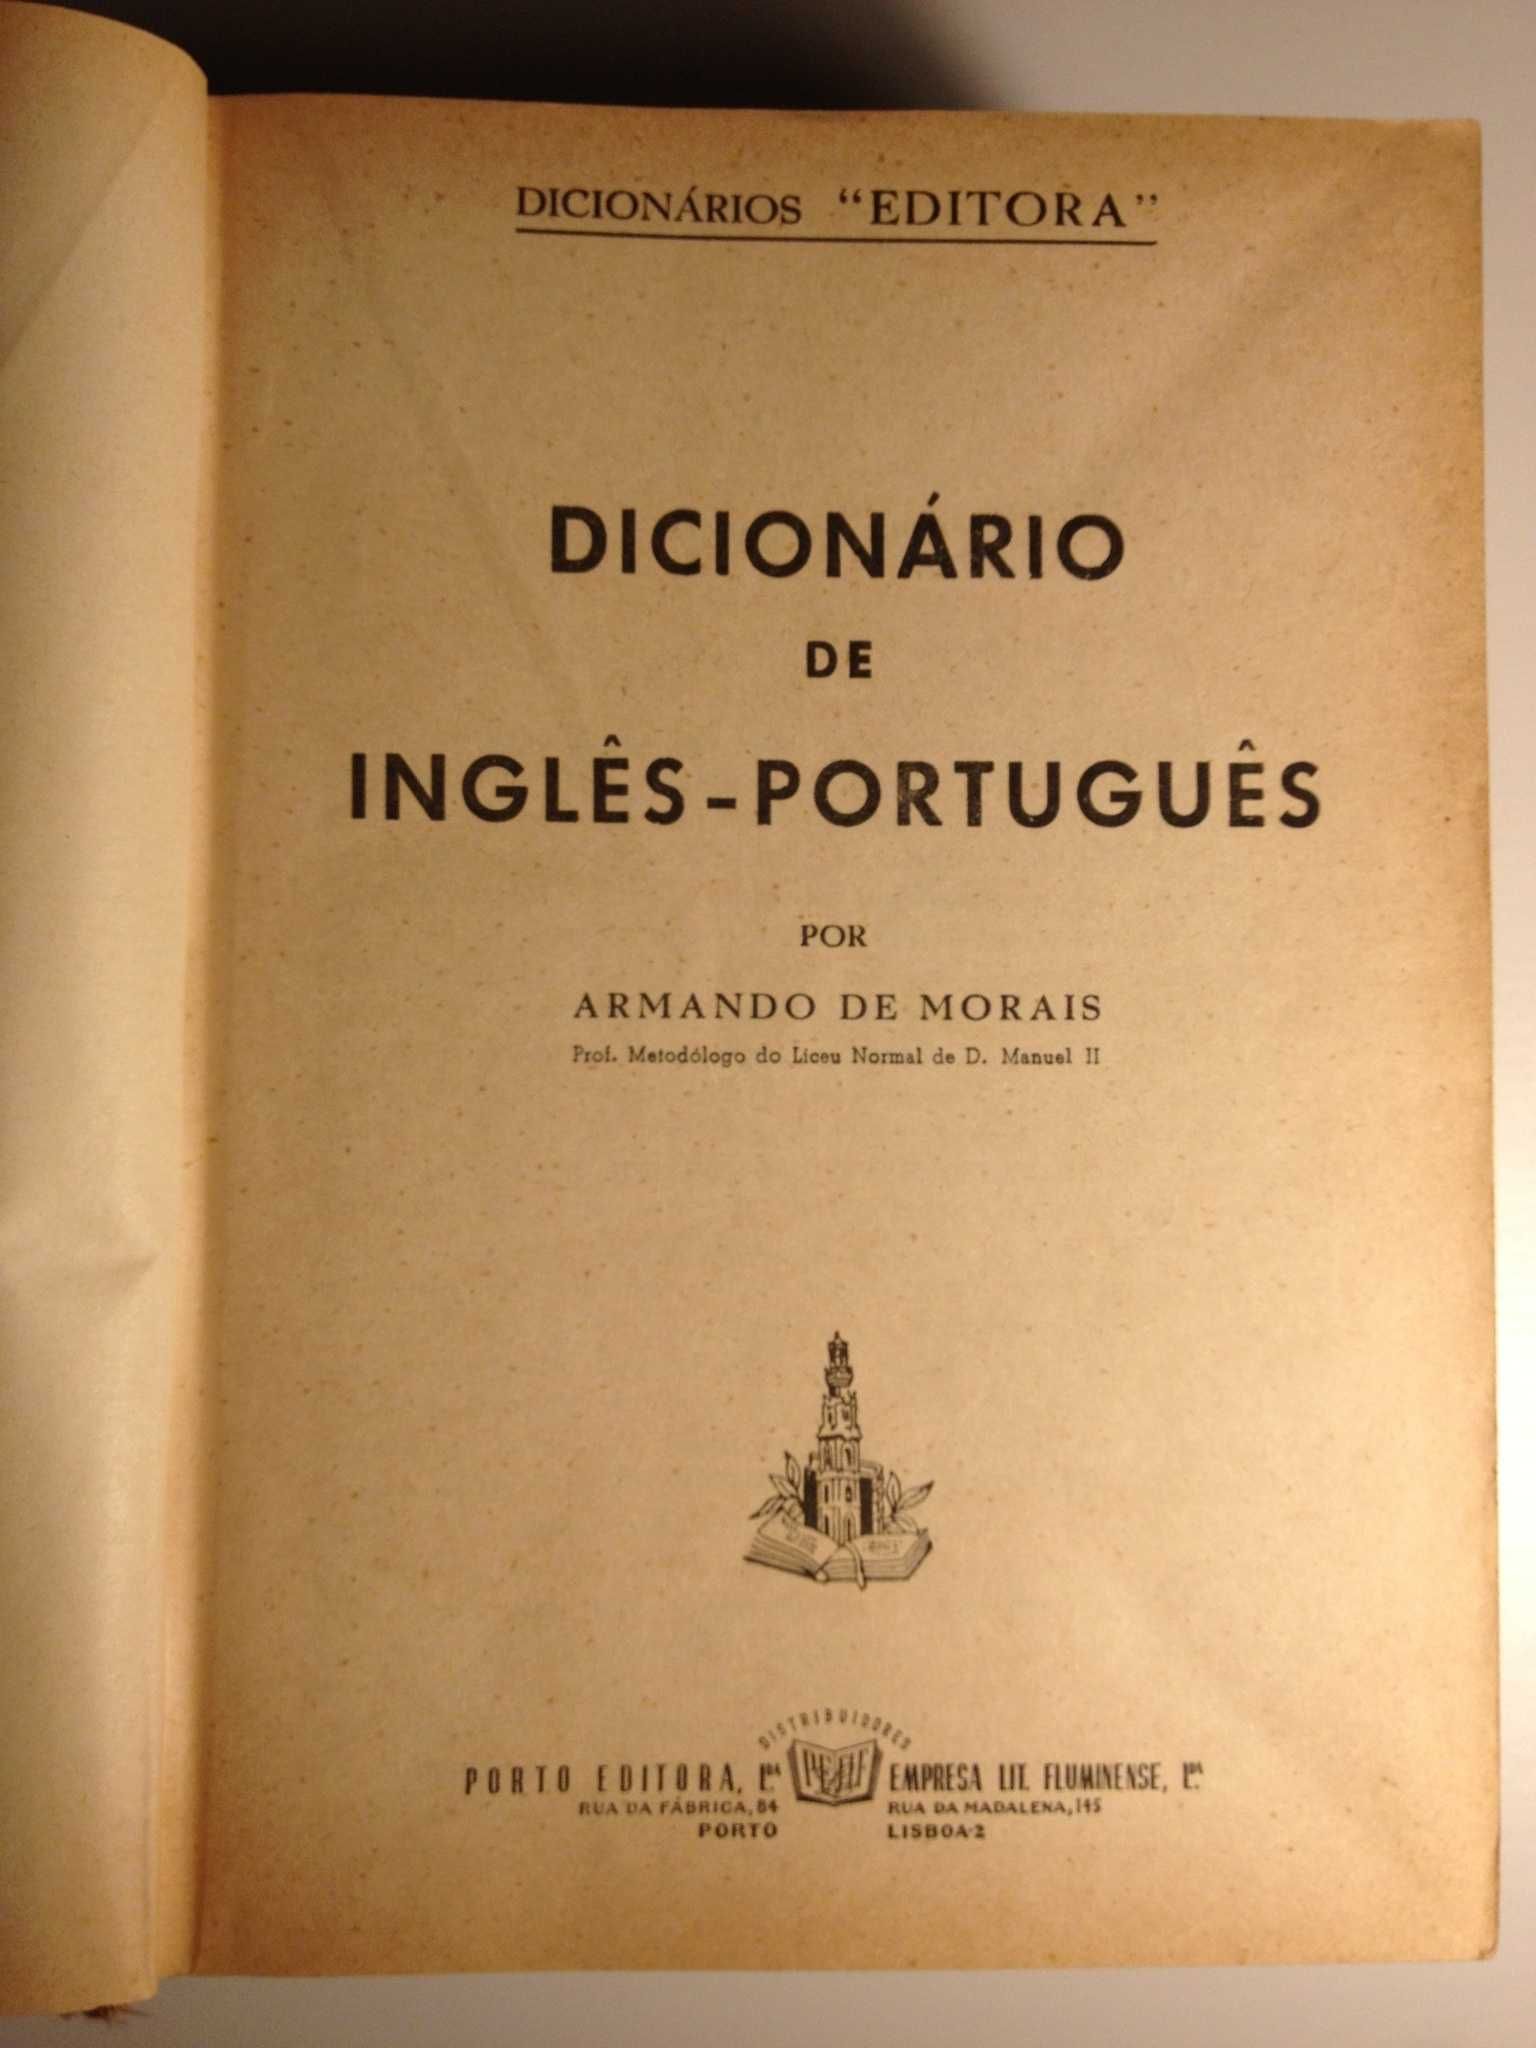 DICIONÁRIOS "EDITORA"
DICIONÁRIO
DE
INGLÊS-PORTUGUÊS
POR
ARMANDO DE MORAIS
Prof. Metodólogo do Liceu Normal de D. Manuel II
DISTRIBUIDORES
PORTO EDITORA, L.DA
RUA DA FÁBRICA, 84
PORTO
EMPRESA LIT. FLUMINENSE, L.DA
RUA DA MADALENA, 145
LISBOA-2